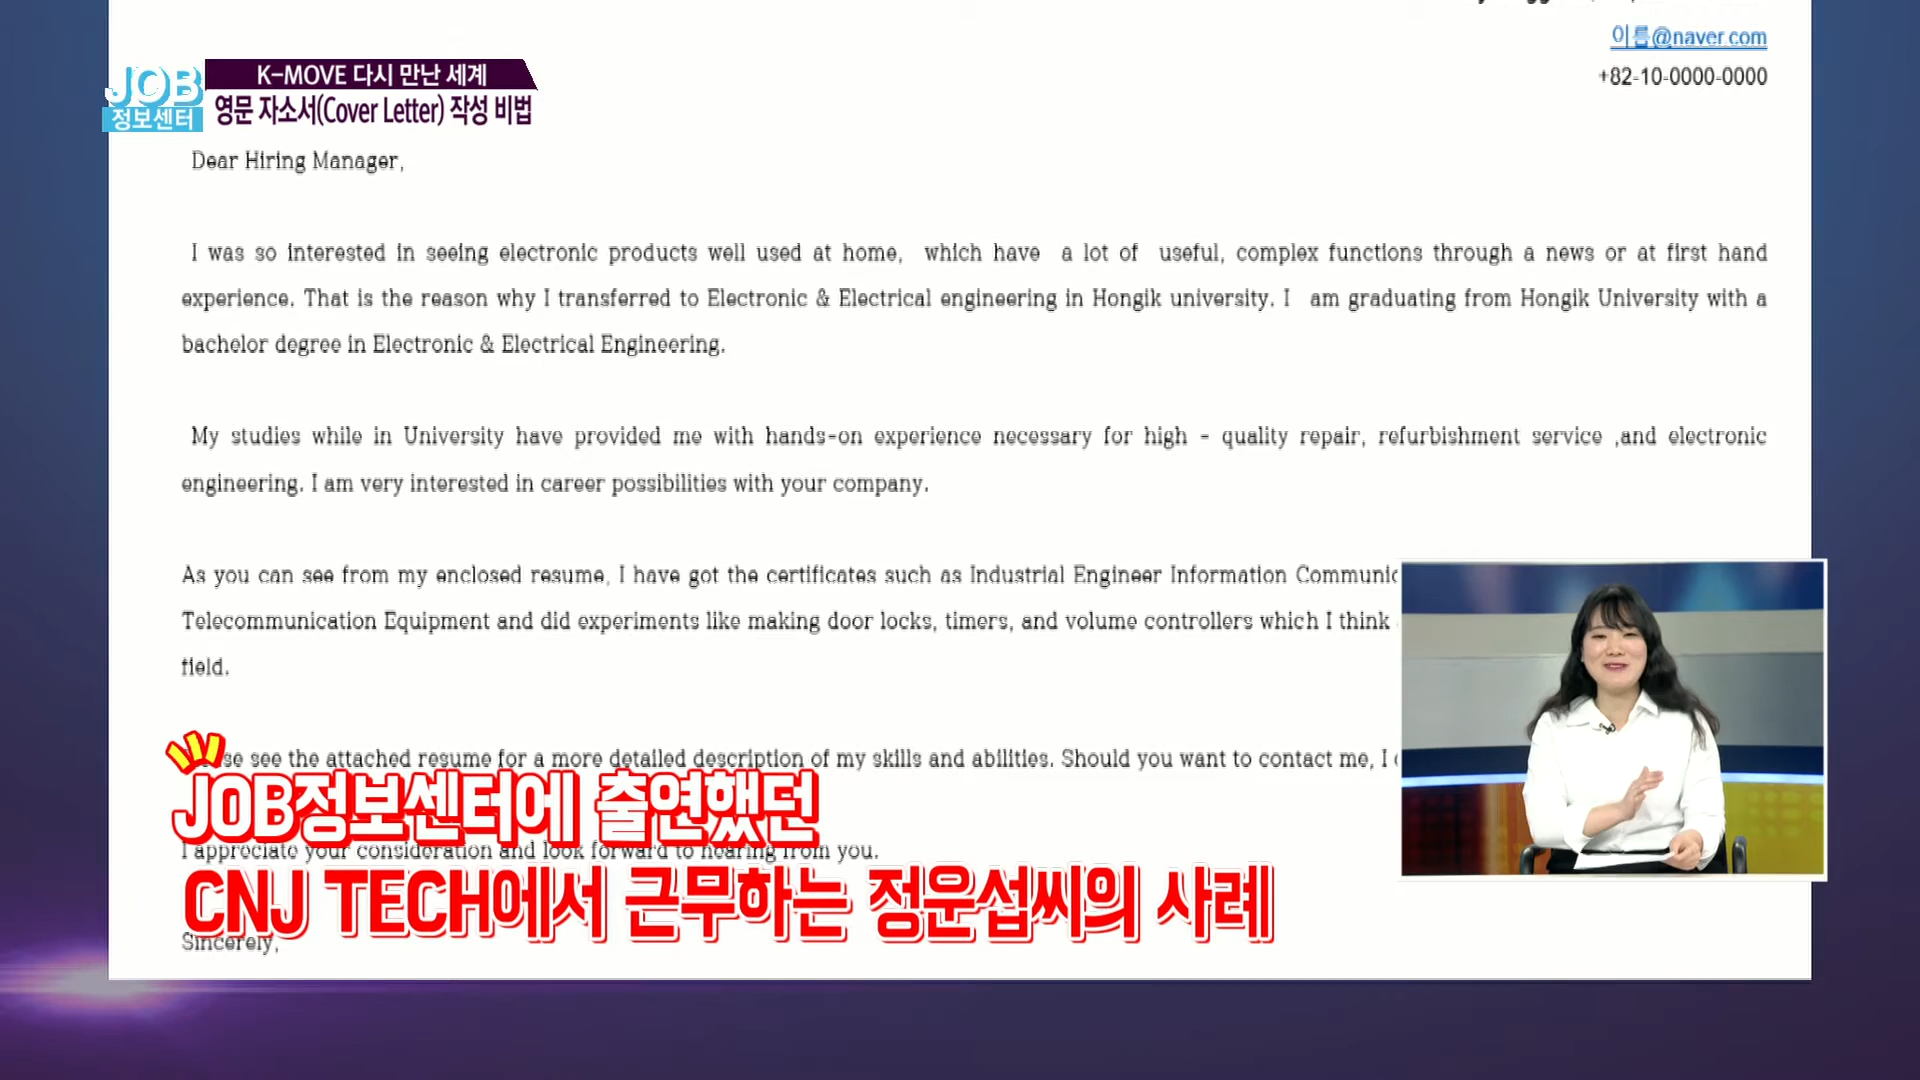 이름@naver.com
+82-10-0000-0000
JOB
정보센터
K-MOVE 다시 만난 세계
영문 자소서(Cover Letter) 작성 비법
Dear Hiring Manager,
I was so interested in seeing electronic products well used at home, which have a lot of useful, complex functions through a news or at first hand
experience. That is the reason why I transferred to Electronic & Electrical engineering in Hongik university. I am graduating from Hongik University with a
bachelor degree in Electronic & Electrical Engineering.
My studies while in University have provided me with hands-on experience necessary for high - quality repair, refurbishment service ,and electronic
engineering. I am very interested in career possibilities with your company.
As you can see from my enclosed resume, I have got the certificates such as Industrial Engineer Information
Telecommunication Equipment and did experiments like making door locks, timers, and volume controllers which I think
field.
see the attached resume for a more detailed description of my skills and abilities. Should you want to contact me, I
JOB정보센터에 출연했던
I appreciate your consideration and look forward to hearing from you.
CNJ TECH에서 근무하는 정운섭씨의 사례
Sincerely,